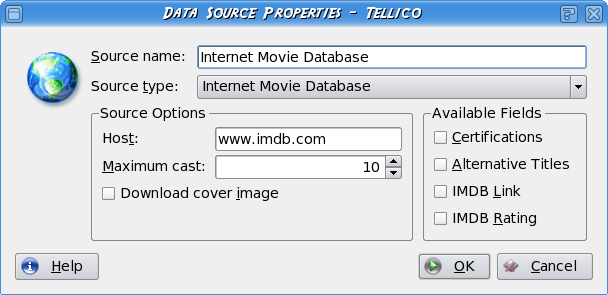 Data Source Properties - Tellico
Source name: Internet Movie Database
Source type: Internet Movie Database
Source Options
Host: www.imdb.com
Maximum cast: 10
Download cover image
Available Fields
Certifications
Alternative Titles
IMDB Link
IMDB Rating
Help
OK
Cancel